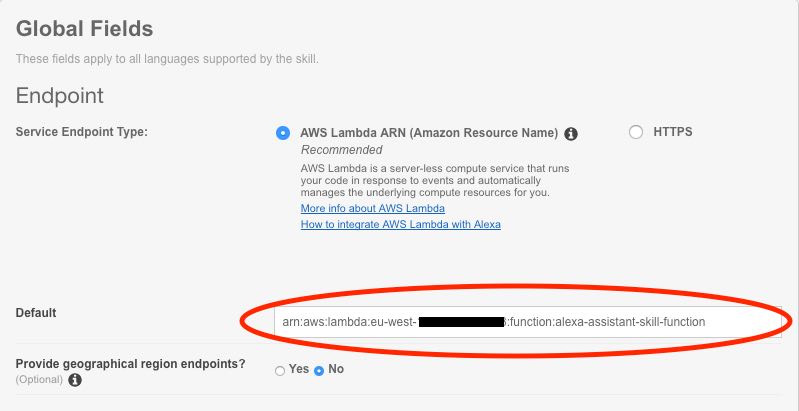 Global Fields
These fields apply to all languages supported by the skill.
Endpoint
Service Endpoint Type:
AWS Lambda ARN (Amazon Resource Name)
HTTPS
Recommended
AWS Lambda is a server-less compute service that runs
your code in response to events and automatically
manages the underlying compute resources for you.
More info about AWS Lambda
How to integrate AWS Lambda with Alexa
Default
arn:aws:lambda:eu-west- :function:alexa-assistant-skill-function
Provide geographical region endpoints?
(Optional)
Yes No